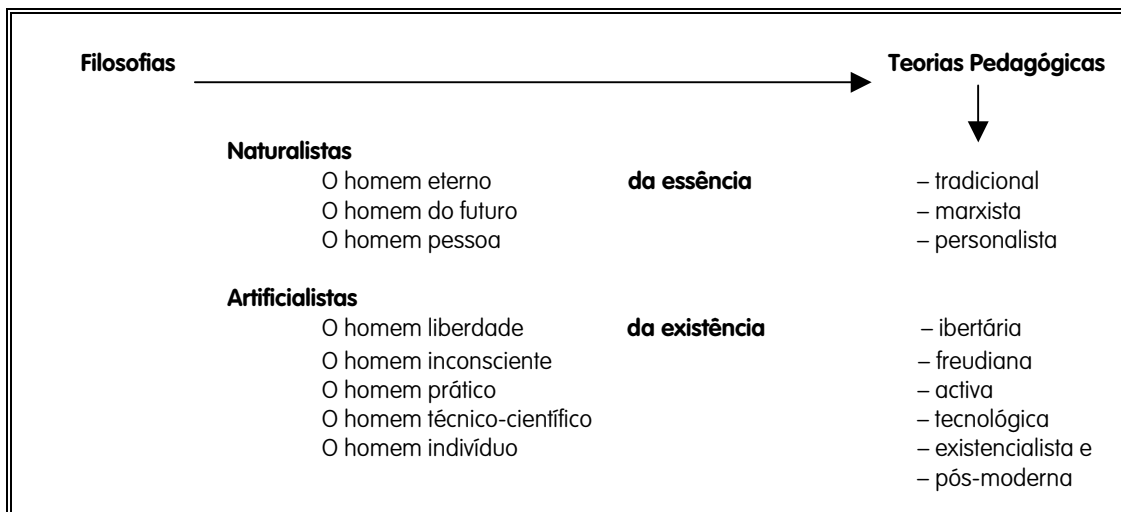 Filosofias Teorias Pedagógicas
Naturalistas
O homem eterno da essência – tradicional
O homem do futuro – marxista
O homem pessoa – personalista
Artificialistas
O homem liberdade da existência – ibertária
O homem inconsciente – freudiana
O homem prático – activa
O homem técnico-científico – tecnológica
O homem indivíduo – existencialista e
– pós-moderna